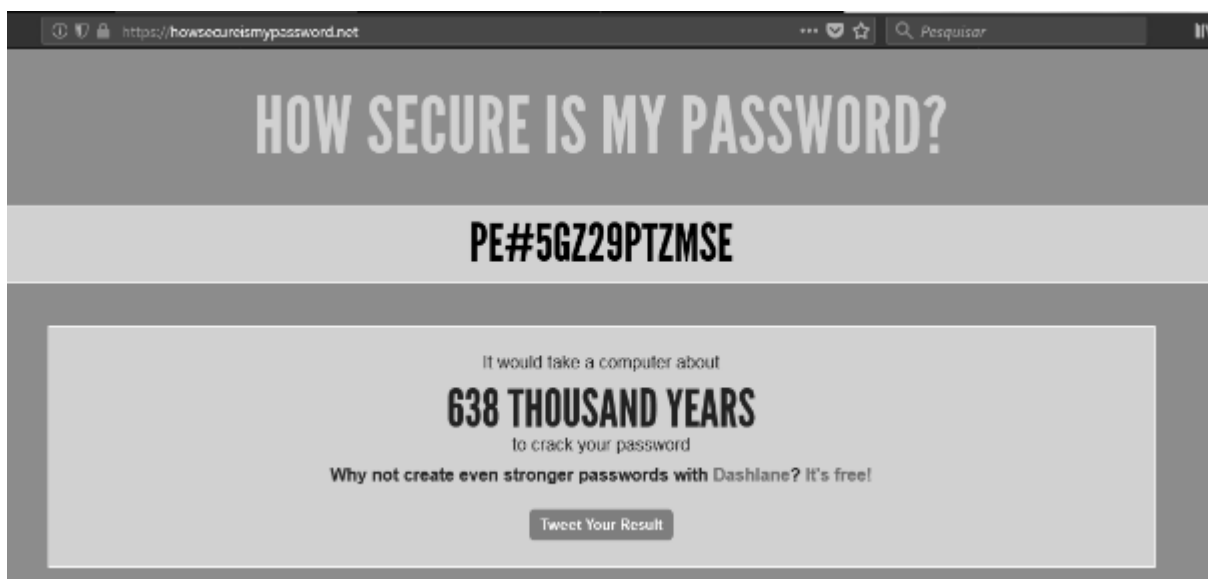 https://howsecureismypassword.net
Pesquisar
HOW SECURE IS MY PASSWORD?
PE#5GZ29PTZMSE
It would take a computer about
638 THOUSAND YEARS
to crack your password
Why not create even stronger passwords with Dashlane? It's free!
Tweet Your Result